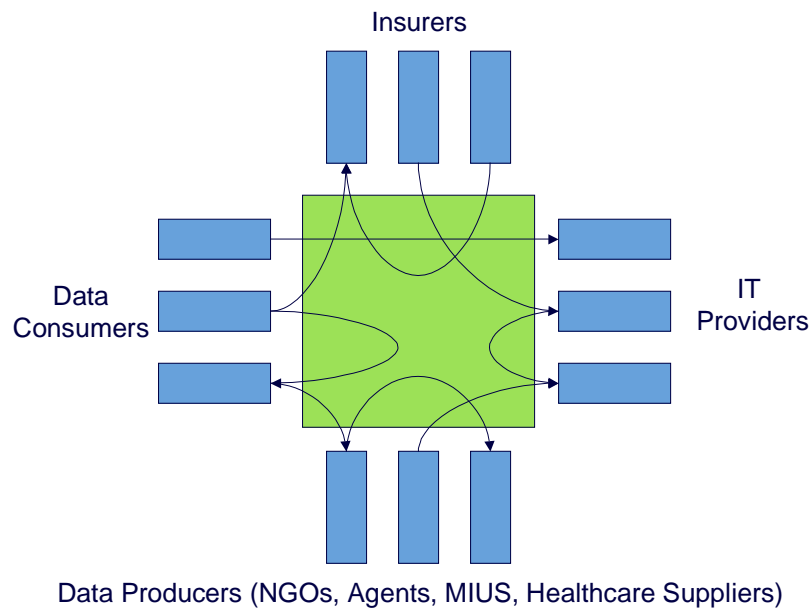 Insurers
Data
Consumers
IT
Providers
Data Producers (NGOs, Agents, MIUS, Healthcare Suppliers)